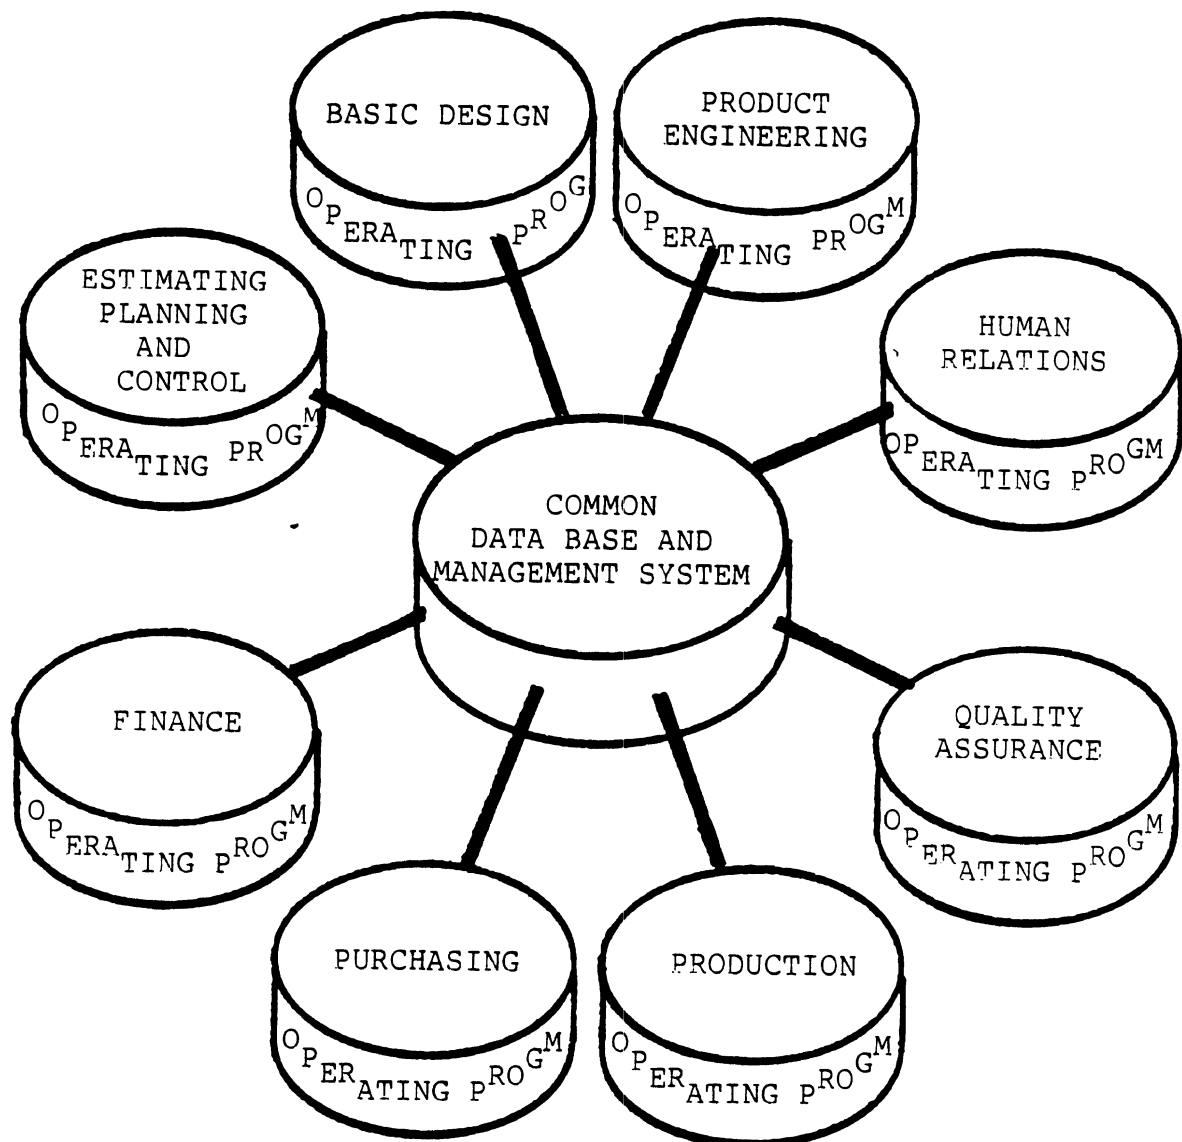 BASIC DESIGN
OPERATING PROG
PRODUCT
ENGINEERING
OPERATING PROGM
ESTIMATING
PLANNING
AND
CONTROL
OPERATING PROGM
HUMAN
RELATIONS
OPERATING PROGM
COMMON
DATA BASE AND
MANAGEMENT SYSTEM
FINANCE
OPERATING PROGM
QUALITY
ASSURANCE
OPERATING PROGM
PURCHASING
OPERATING PROGM
PRODUCTION
OPERATING PROGM